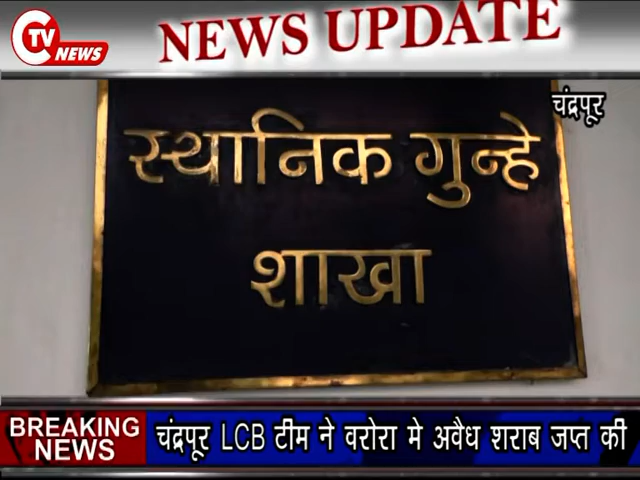 C TV NEWS
NEWS UPDATE
चंद्रपूर
स्थानिक गुन्हे
शाखा
BREAKING NEWS
चंद्रपूर LCB टीम ने वरोरा मे अवैध शराब जप्त की